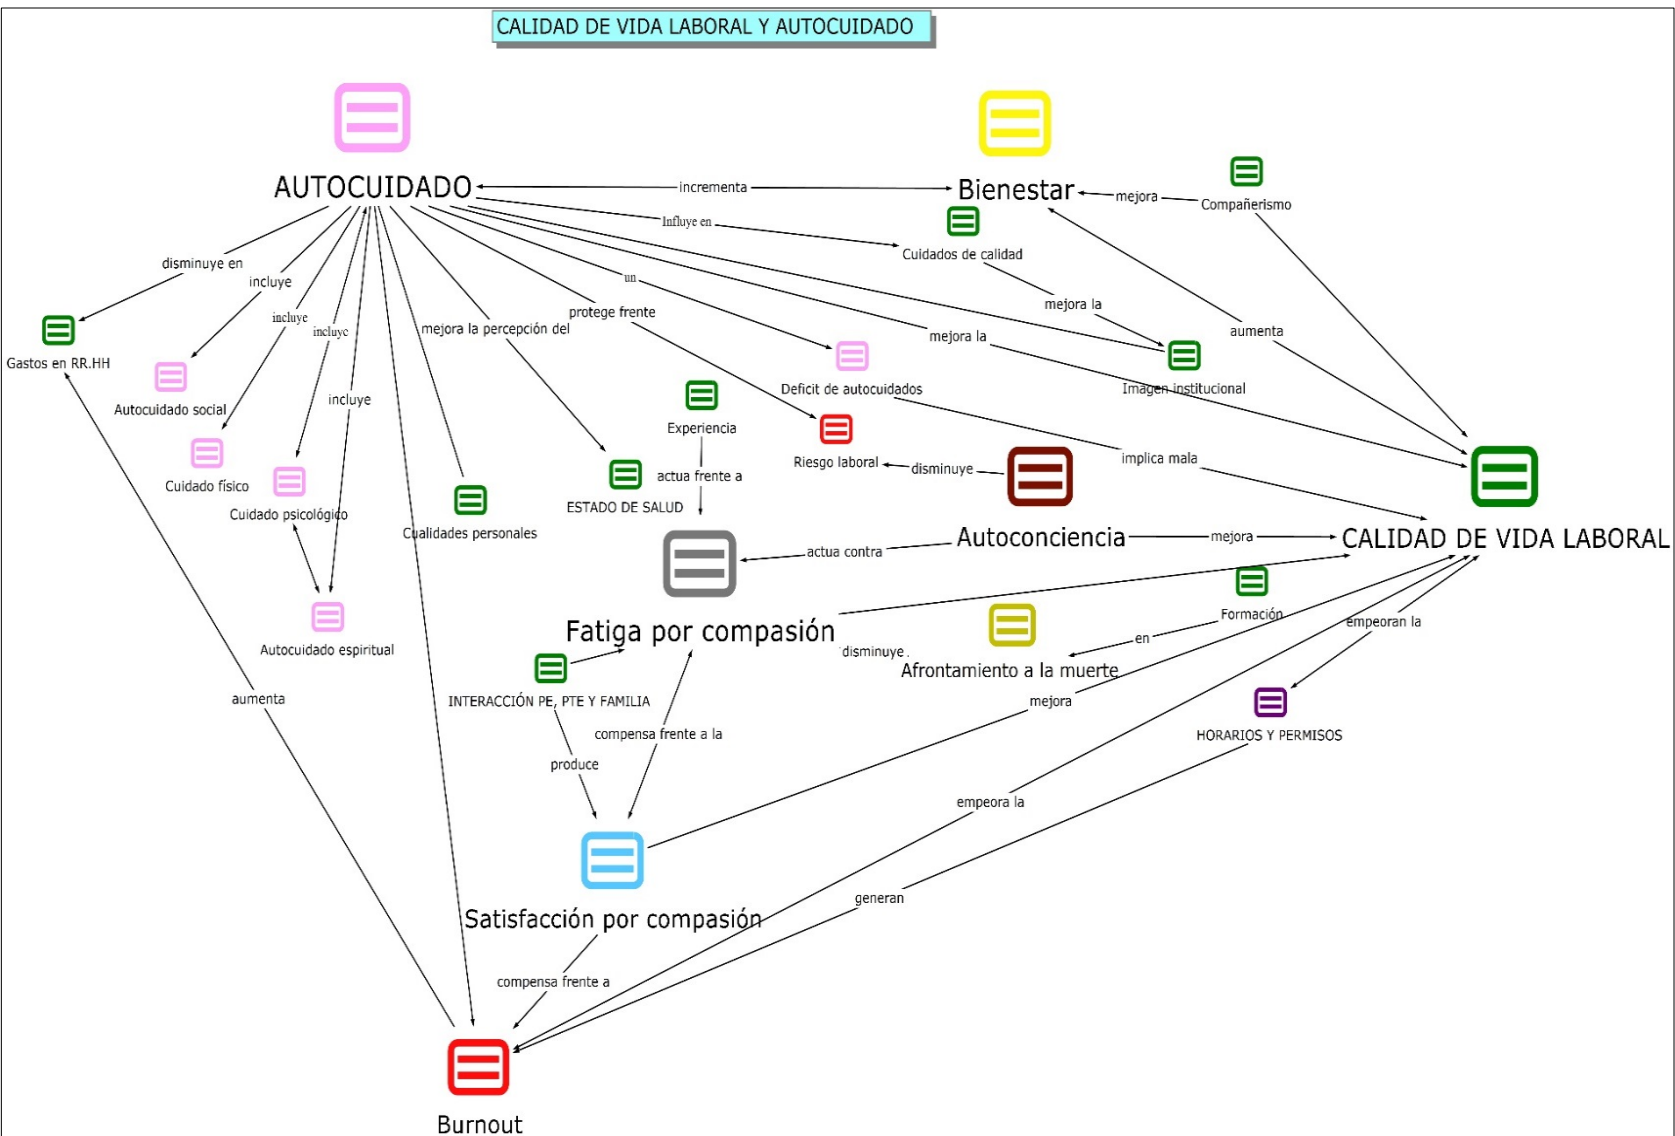 CALIDAD DE VIDA LABORAL Y AUTOCUIDADO
AUTOCUIDADO
incrementa
Bienestar
mejora
Compañerismo
Influye en
Cuidados de calidad
disminuye en
incluye
un
mejora la
incluye
incluye
mejora la percepción del
protege frente
mejora la
aumenta
Gastos en RR.HH
Autocuidado social
incluye
Deficit de autocuidados
Imagen institucional
Experiencia
Riesgo laboral
disminuye
implica mala
actua frente a
Cuidado físico
Cuidado psicológico
Cualidades personales
ESTADO DE SALUD
actua contra
Autoconciencia
mejora
CALIDAD DE VIDA LABORAL
Fatiga por compasión
Formación
empeoran la
en
disminuye
Afrontamiento a la muerte
Autocuidado espiritual
aumenta
INTERACCIÓN PE, PTE Y FAMILIA
mejora
compensa frente a la
HORARIOS Y PERMISOS
produce
empeora la
generan
Satisfacción por compasión
compensa frente a
Burnout